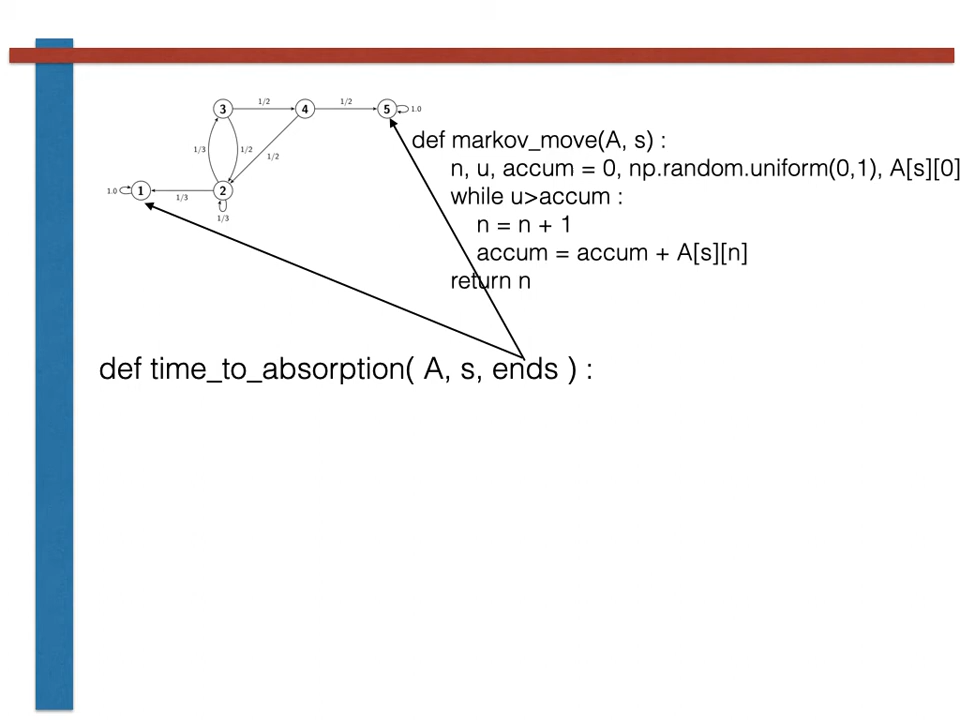 1/2
1/2
3
4
5
1.0
1/3
1/2
1/2
1.0
1
2
1/3
1/3
def markov_move(A, s) :
n, u, accum = 0, np.random.uniform(0,1), A[s][0]
while u>accum :
n = n + 1
accum = accum + A[s][n]
return n
def time_to_absorption( A, s, ends ) :